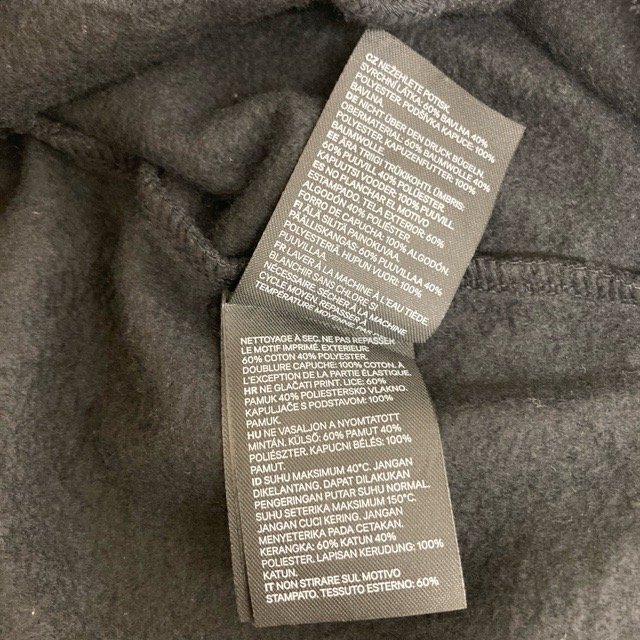 CZ NEŽEHLETE POTISK.
SVRCHNÍ LÁTKA: 60% BAVLNA 40%
POLYESTER. PODŠÍVKA KAPUCE: 100%
BAVLNA.
DE NICHT ÜBER DEN DRUCK BÜGELN.
OBERMATERIAL: 60% BAUMWOLLE 40%
POLYESTER. KAPUZENFUTTER: 100%
BAUMWOLLE.
EE ÄRA TRIIGI TRÜKIKOHTI. ÜMBRIS:
60% PUUVILL 40% POLÜESTER.
KAPUUTSI VOODER: 100% PUUVILL.
ES NO PLANCHAR EL MOTIVO
ESTAMPADO. TELA EXTERIOR: 60%
ALGODÓN 40% POLIÉSTER.
FORRO DE CAPUCHA: 100% ALGODÓN.
FI ÄLÄ SILITÄ PAINOKUVAA.
PÄÄLLISKANGAS: 60% PUUVILLAA 40%
POLYESTERIÄ. HUPUN VUORI: 100%
PUUVILLAA.
FR LAVER À LA MACHINE À L'EAU TIÈDE.
BLANCHIR SANS CHLORE SI
NÉCESSAIRE. SÉCHER À LA MACHINE
CYCLE MOYEN. REPASSER À
TEMPÉRATURE MOYENNE.
NETTOYAGE À SEC. NE PAS REPASSER
LE MOTIF IMPRIMÉ. EXTERIEUR:
60% COTON 40% POLYESTER.
DOUBLURE CAPUCHE: 100% COTON. À
L'EXCEPTION DE LA PARTIE ÉLASTIQUE.
HR NE GLAČATI PRINT. LICE: 60%
PAMUK 40% POLIESTERSKO VLAKNO.
KAPULJAČE S PODSTAVOM: 100%
PAMUK.
HU NE VASALJON A NYOMTATOTT
MINTÁN. KÜLSŐ: 60% PAMUT 40%
POLIÉSZTER. KAPUCNI BÉLÉS: 100%
PAMUT.
ID SUHU MAKSIMUM 40°C. JANGAN
DIKELANTANG. DAPAT DILAKUKAN
PENGERINGAN PUTAR SUHU NORMAL.
SUHU SETERIKA MAKSIMUM 150°C.
JANGAN CUCI KERING. JANGAN
MENYETERIKA PADA CETAKAN.
KERANGKA: 60% KATUN 40%
POLIESTER. LAPISAN KERUDUNG: 100%
KATUN.
IT NON STIRARE SUL MOTIVO
STAMPATO. TESSUTO ESTERNO: 60%